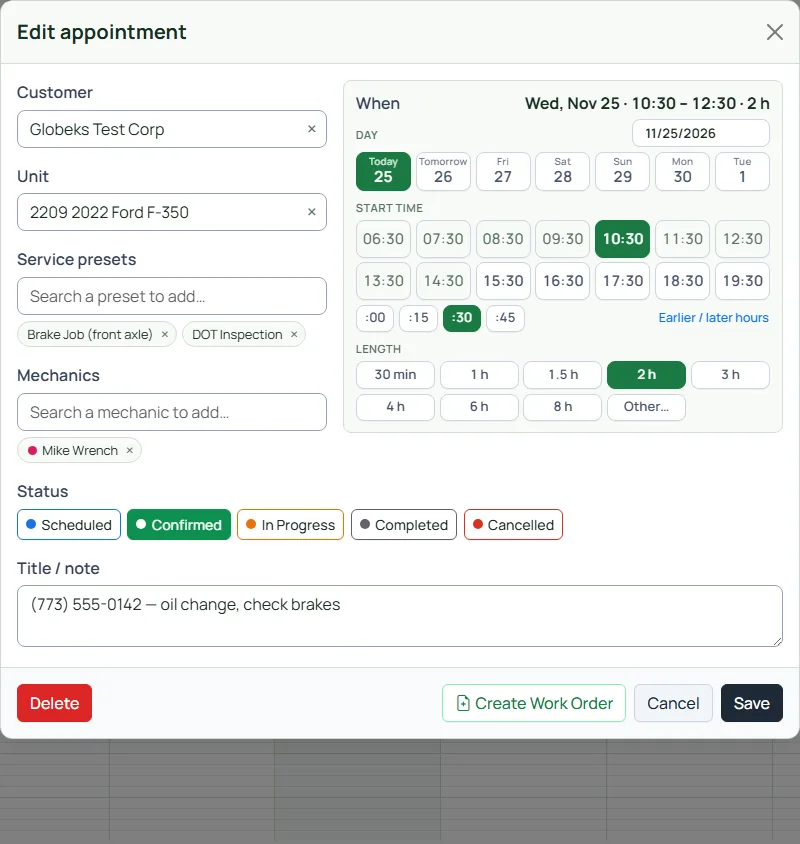 Edit appointment
Customer
Globeks Test Corp ×
Unit
2209 2022 Ford F-350 ×
Service presets
Search a preset to add...
Brake Job (front axle) × DOT Inspection ×
Mechanics
Search a mechanic to add...
Mike Wrench ×
When Wed, Nov 25 · 10:30 – 12:30 · 2 h
DAY 11/25/2026
Today Tomorrow Fri Sat Sun Mon Tue
25 26 27 28 29 30 1
START TIME
06:30 07:30 08:30 09:30 10:30 11:30 12:30
13:30 14:30 15:30 16:30 17:30 18:30 19:30
:00 :15 :30 :45 Earlier / later hours
LENGTH
30 min 1 h 1.5 h 2 h 3 h
4 h 6 h 8 h Other...
Status
Scheduled Confirmed In Progress Completed Cancelled
Title / note
(773) 555-0142 — oil change, check brakes
Delete Create Work Order Cancel Save